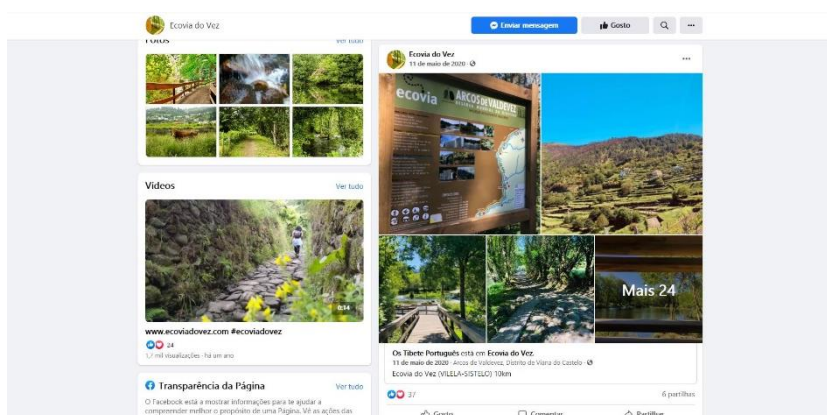 Ecovia do Vez
Enviar mensagem
Gosto
Fotos
Ver tudo
Vídeos
Ver tudo
0:14
www.ecoviadovez.com #ecoviadovez
24
1,7 mil visualizações · há um ano
Transparência da Página
Ver tudo
O Facebook está a mostrar informações para te ajudar a
compreender melhor o propósito de uma Página. Vê as ações das
Ecovia do Vez
11 de maio de 2020 ·
ecovia
ARCOS DE VALDEVEZ
Mais 24
Os Tibete Português está em Ecovia do Vez.
11 de maio de 2020 · Arcos de Valdevez, Distrito de Viana do Castelo ·
Ecovia do Vez (VILELA-SISTELO) 10km
37
6 partilhas
Gosto
Comentar
Partilhar